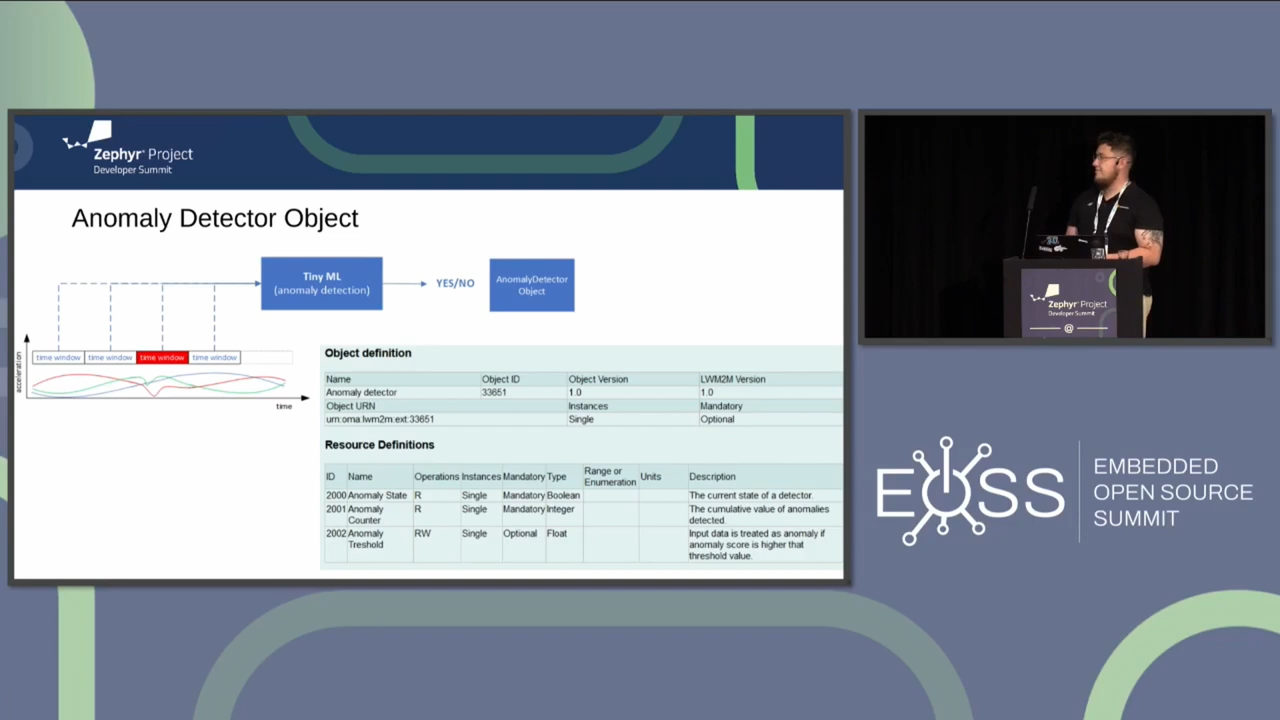 Zephyr® Project
Developer Summit
Anomaly Detector Object
Tiny ML
(anomaly detection)
YES/NO
AnomalyDetector
Object
acceleration
time window time window time window time window
time
Object definition
Name Object ID Object Version LWM2M Version
Anomaly detector 33651 1.0 1.0
Object URN Instances Mandatory
urn:oma:lwm2m:ext:33651 Single Optional
Resource Definitions
ID Name Operations Instances Mandatory Type Range or Enumeration Units Description
2000 Anomaly State R Single Mandatory Boolean The current state of a detector.
2001 Anomaly Counter R Single Mandatory Integer The cumulative value of anomalies detected.
2002 Anomaly Treshold RW Single Optional Float Input data is treated as anomaly if anomaly score is higher that threshold value.
Zephyr® Project
Developer Summit
@
EOSS
EMBEDDED
OPEN SOURCE
SUMMIT